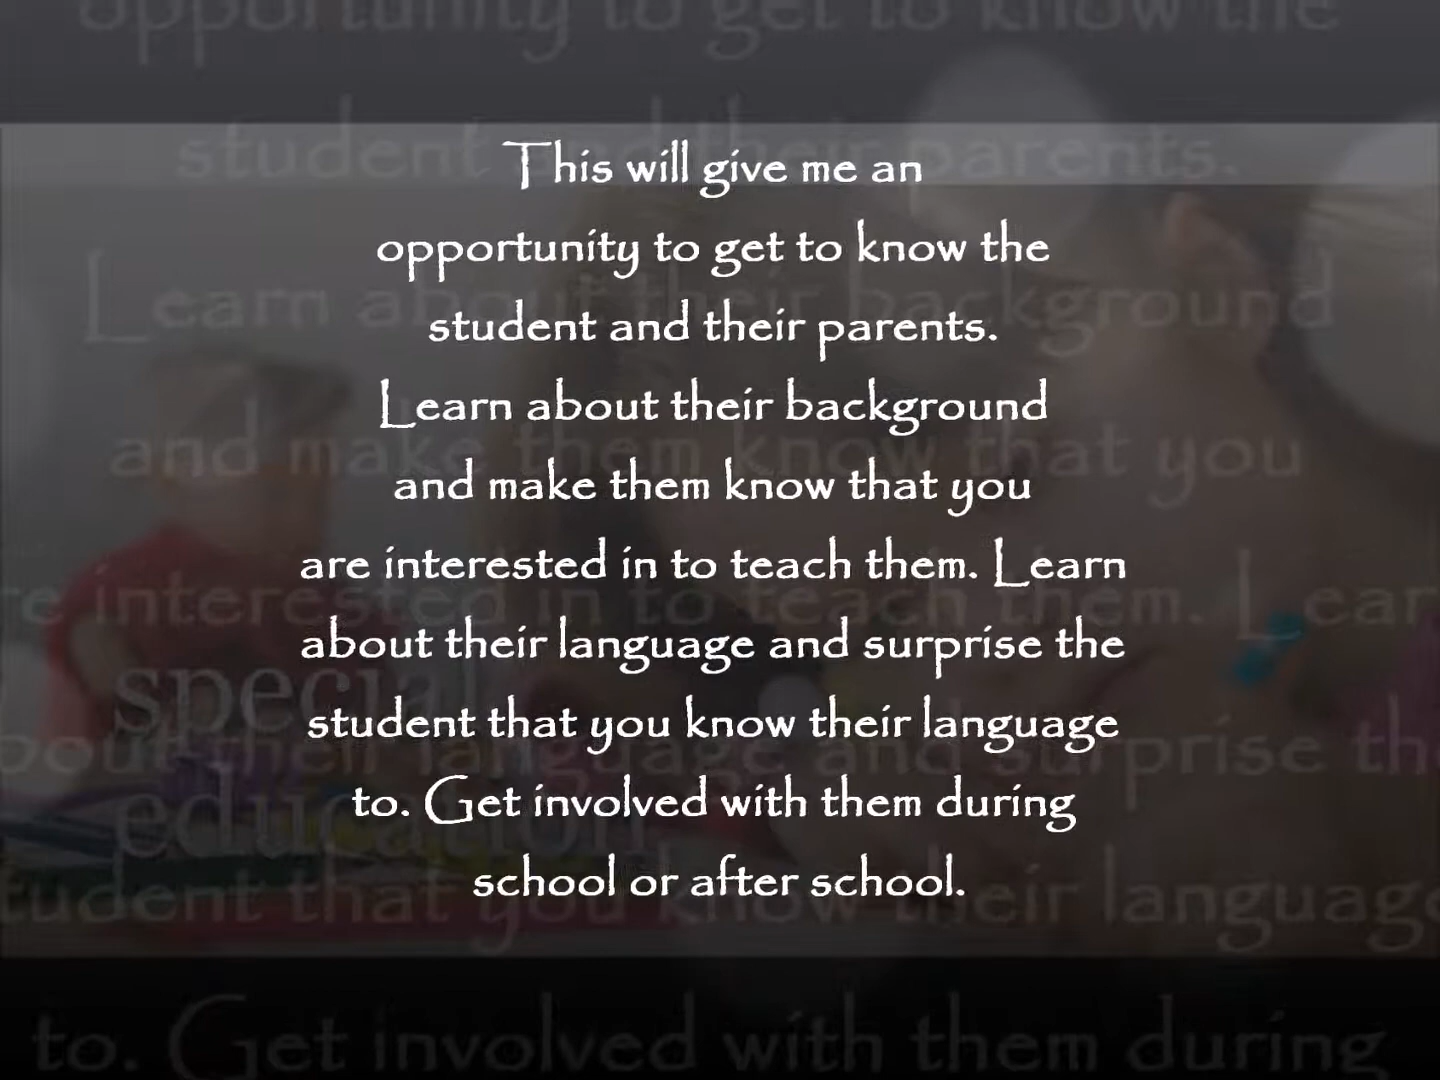 This will give me an
opportunity to get to know the
student and their parents.
Learn about their background
and make them know that you
are interested in to teach them. Learn
about their language and surprise the
student that you know their language
to. Get involved with them during
school or after school.
special
education